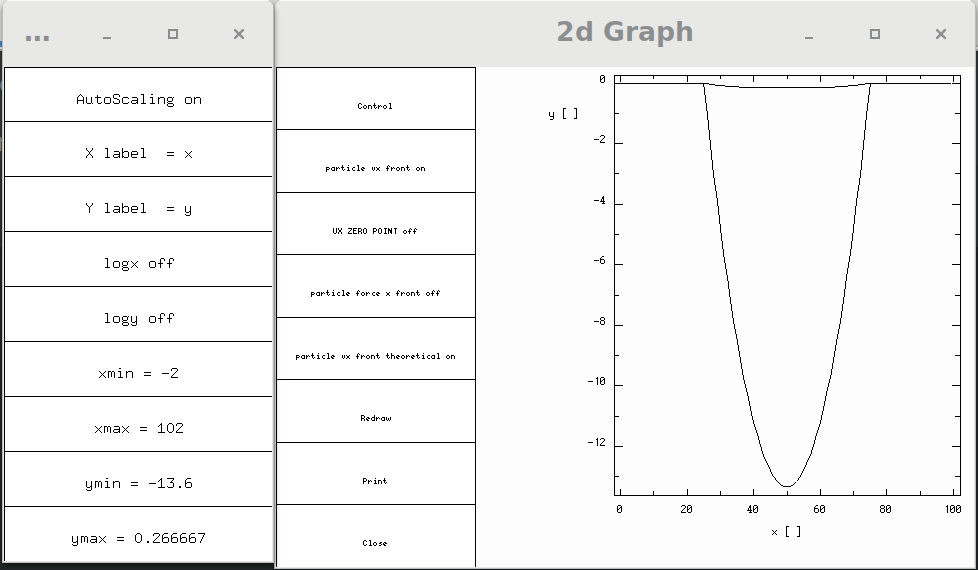 ...
2d Graph
AutoScaling on
X label  = x
Y label  = y
logx off
logy off
xmin = -2
xmax = 102
ymin = -13.6
ymax = 0.266667
Control
particle vx front on
UX ZERO POINT off
particle force x front off
particle vx front theoretical on
Redraw
Print
Close
y [ ]
0
-2
-4
-6
-8
-10
-12
0 20 40 60 80 100
x [ ]